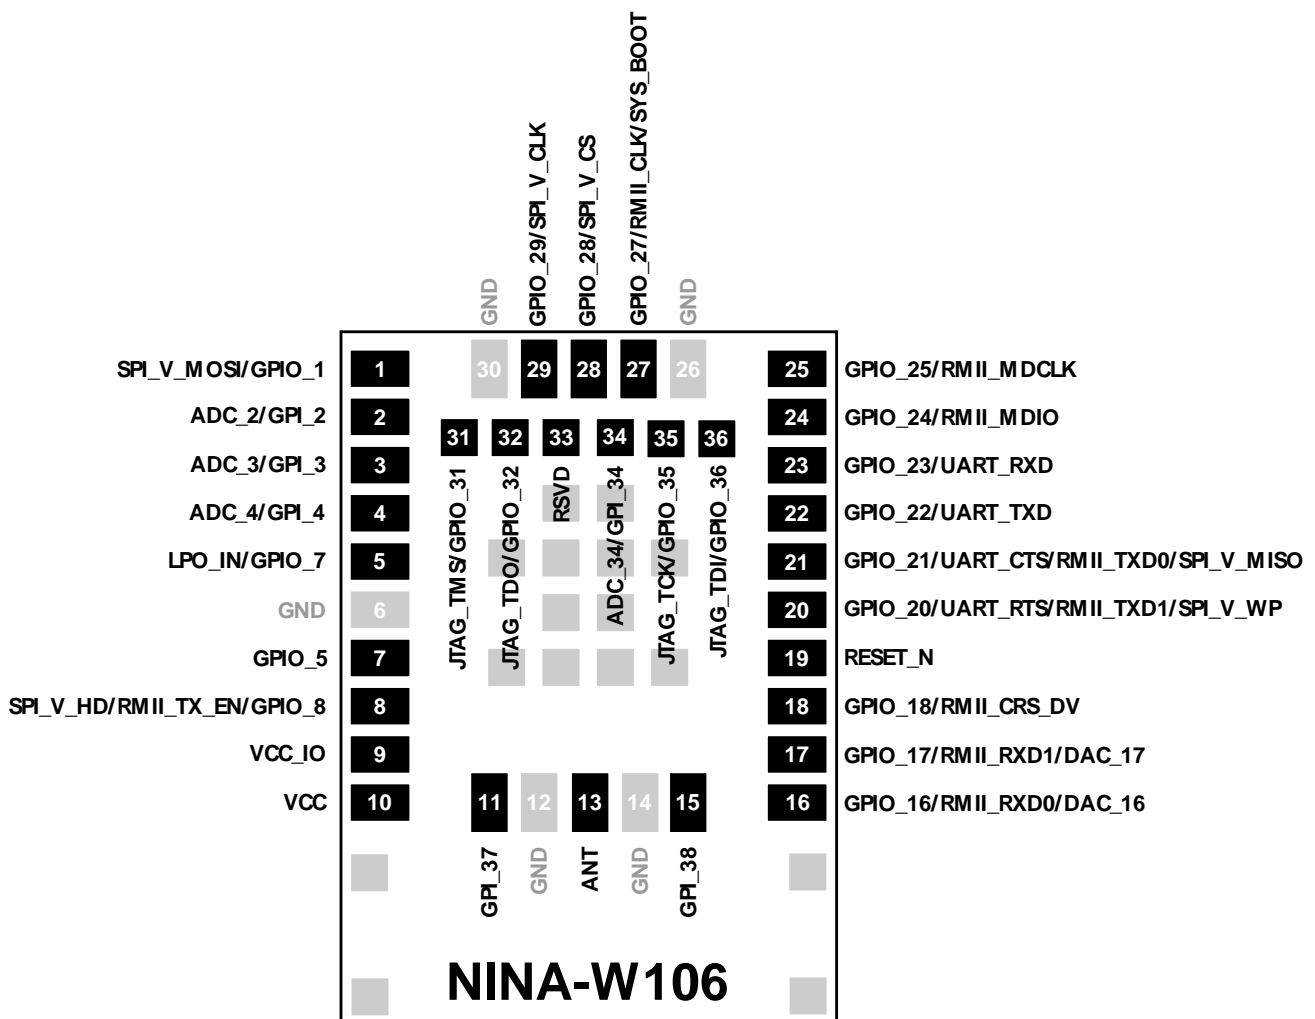 GND
GPIO_29/SPI_V_CLK
GPIO_28/SPI_V_CS
GPIO_27/RMII_CLK/SYS_BOOT
GND
30
29
28
27
26
SPI_V_MOSI/GPIO_1
1
ADC_2/GPI_2
2
ADC_3/GPI_3
3
ADC_4/GPI_4
4
LPO_IN/GPIO_7
5
GND
6
GPIO_5
7
SPI_V_HD/RMII_TX_EN/GPIO_8
8
VCC_IO
9
VCC
10
31
32
33
34
35
36
JTAG_TMS/GPIO_31
JTAG_TDO/GPIO_32
RSVD
ADC_34/GPI_34
JTAG_TCK/GPIO_35
JTAG_TDI/GPIO_36
25
GPIO_25/RMII_MDCLK
24
GPIO_24/RMII_MDIO
23
GPIO_23/UART_RXD
22
GPIO_22/UART_TXD
21
GPIO_21/UART_CTS/RMII_TXD0/SPI_V_MISO
20
GPIO_20/UART_RTS/RMII_TXD1/SPI_V_WP
19
RESET_N
18
GPIO_18/RMII_CRS_DV
17
GPIO_17/RMII_RXD1/DAC_17
16
GPIO_16/RMII_RXD0/DAC_16
11
12
13
14
15
GPI_37
GND
ANT
GND
GPI_38
NINA-W106